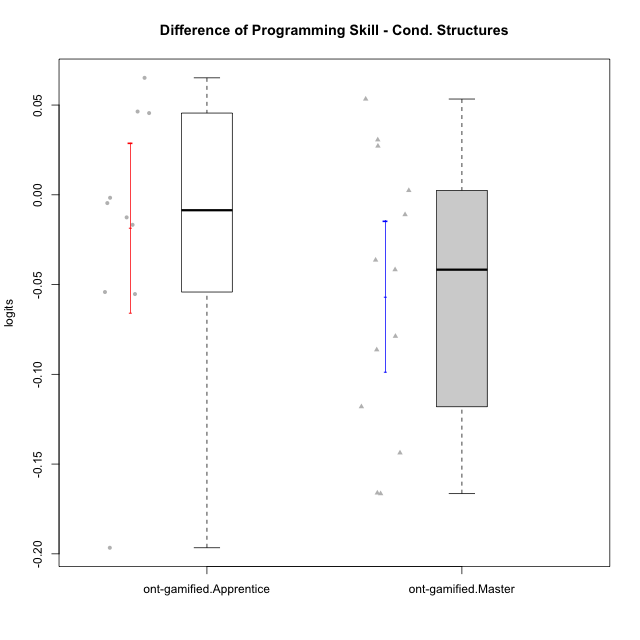 Difference of Programming Skill - Cond. Structures
logits
0.05
0.00
-0.05
-0.10
-0.15
-0.20
ont-gamified.Apprentice
ont-gamified.Master